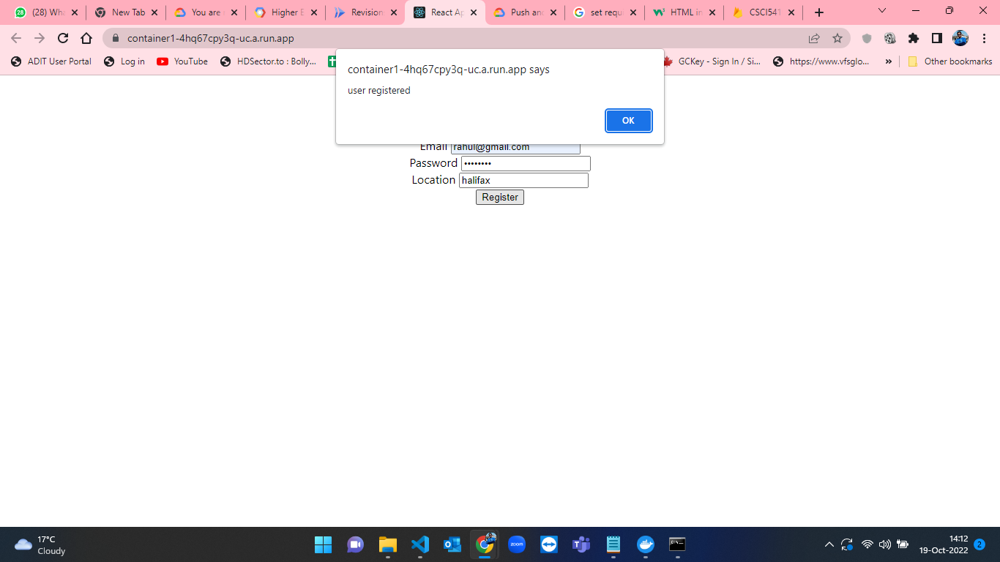 28 (28) Wha
New Tab
You are
Higher E
Revision
React Ap
Push and
set requ
HTML in
CSCI541
container1-4hq67cpy3q-uc.a.run.app
ADIT User Portal
Log in
YouTube
HDSector.to : Bolly...
GCKey - Sign In / Si...
https://www.vfsglo...
»
Other bookmarks
container1-4hq67cpy3q-uc.a.run.app says
user registered
OK
Email rahul@gmail.com
Password ••••••••
Location halifax
Register
17°C
Cloudy
zoom
14:12
19-Oct-2022
2